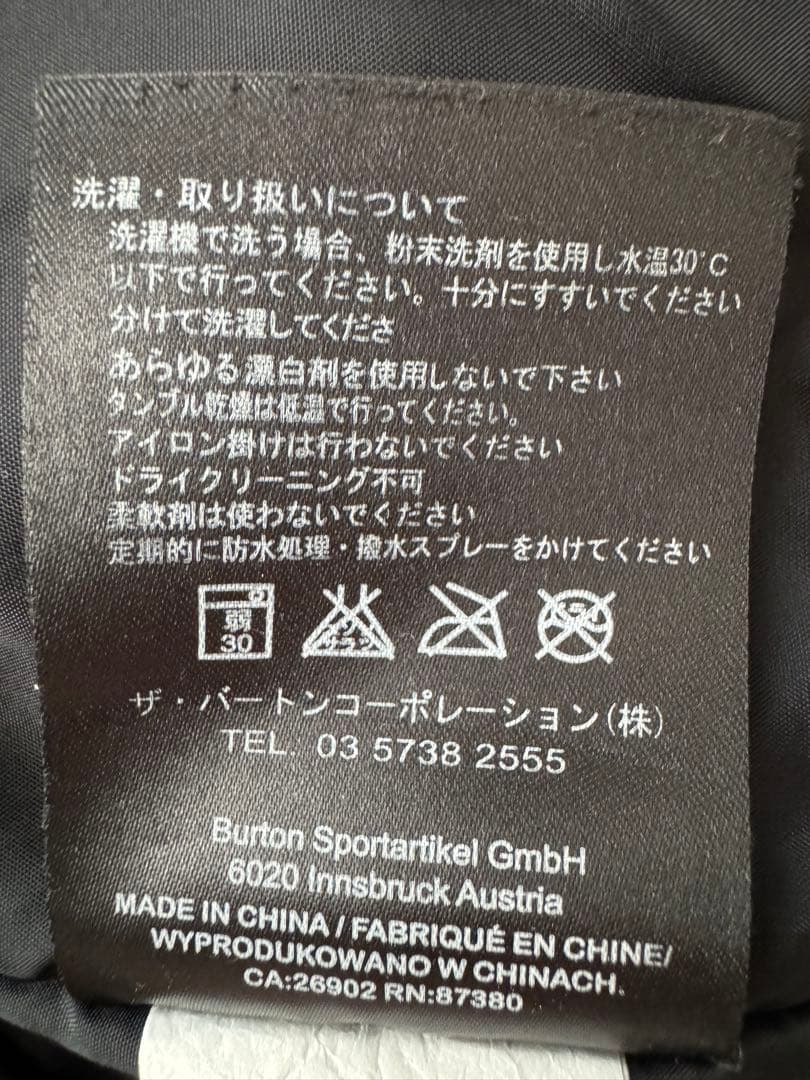 洗濯・取り扱いについて
洗濯機で洗う場合、粉末洗剤を使用し水温30°C
以下で行ってください。十分にすすいでください
分けて洗濯してくださ
あらゆる漂白剤を使用しないで下さい
タンブル乾燥は低温で行ってください。
アイロン掛けは行わないでください
ドライクリーニング不可
柔軟剤は使わないでください
定期的に防水処理・撥水スプレーをかけてください
弱
30
エンソ
サラシ
ドライ
ザ・バートンコーポレーション(株)
TEL. 03 5738 2555
Burton Sportartikel GmbH
6020 Innsbruck Austria
MADE IN CHINA / FABRIQUÉ EN CHINE/
WYPRODUKOWANO W CHINACH.
CA:26902 RN:87380